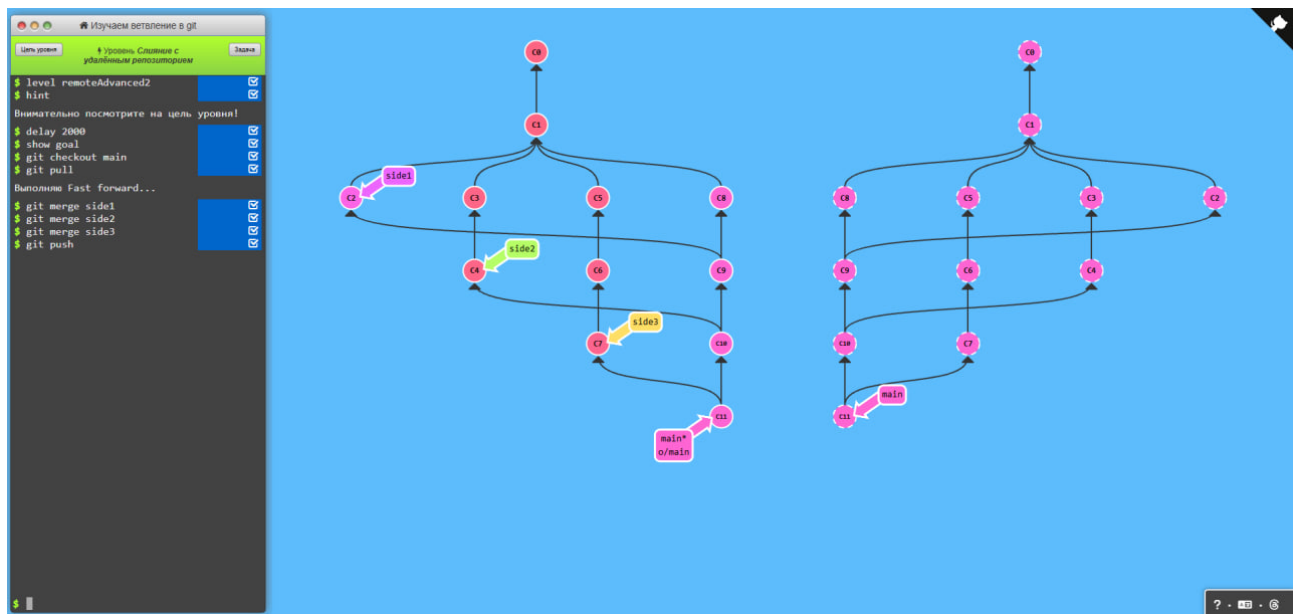 Изучаем ветвление в git
Цель уровня
Уровень Слияние с
удалённым репозиторием
Задача
$ level remoteAdvanced2
$ hint
Внимательно посмотрите на цель уровня!
$ delay 2000
$ show goal
$ git checkout main
$ git pull
Выполняю Fast forward...
$ git merge side1
$ git merge side2
$ git merge side3
$ git push
$
C0
C1
side1
C2
C3
C5
C8
side2
C4
C6
C9
side3
C7
C10
C11
main*
o/main
C0
C1
C8
C5
C3
C2
C9
C6
C4
C10
C7
main
C11
?